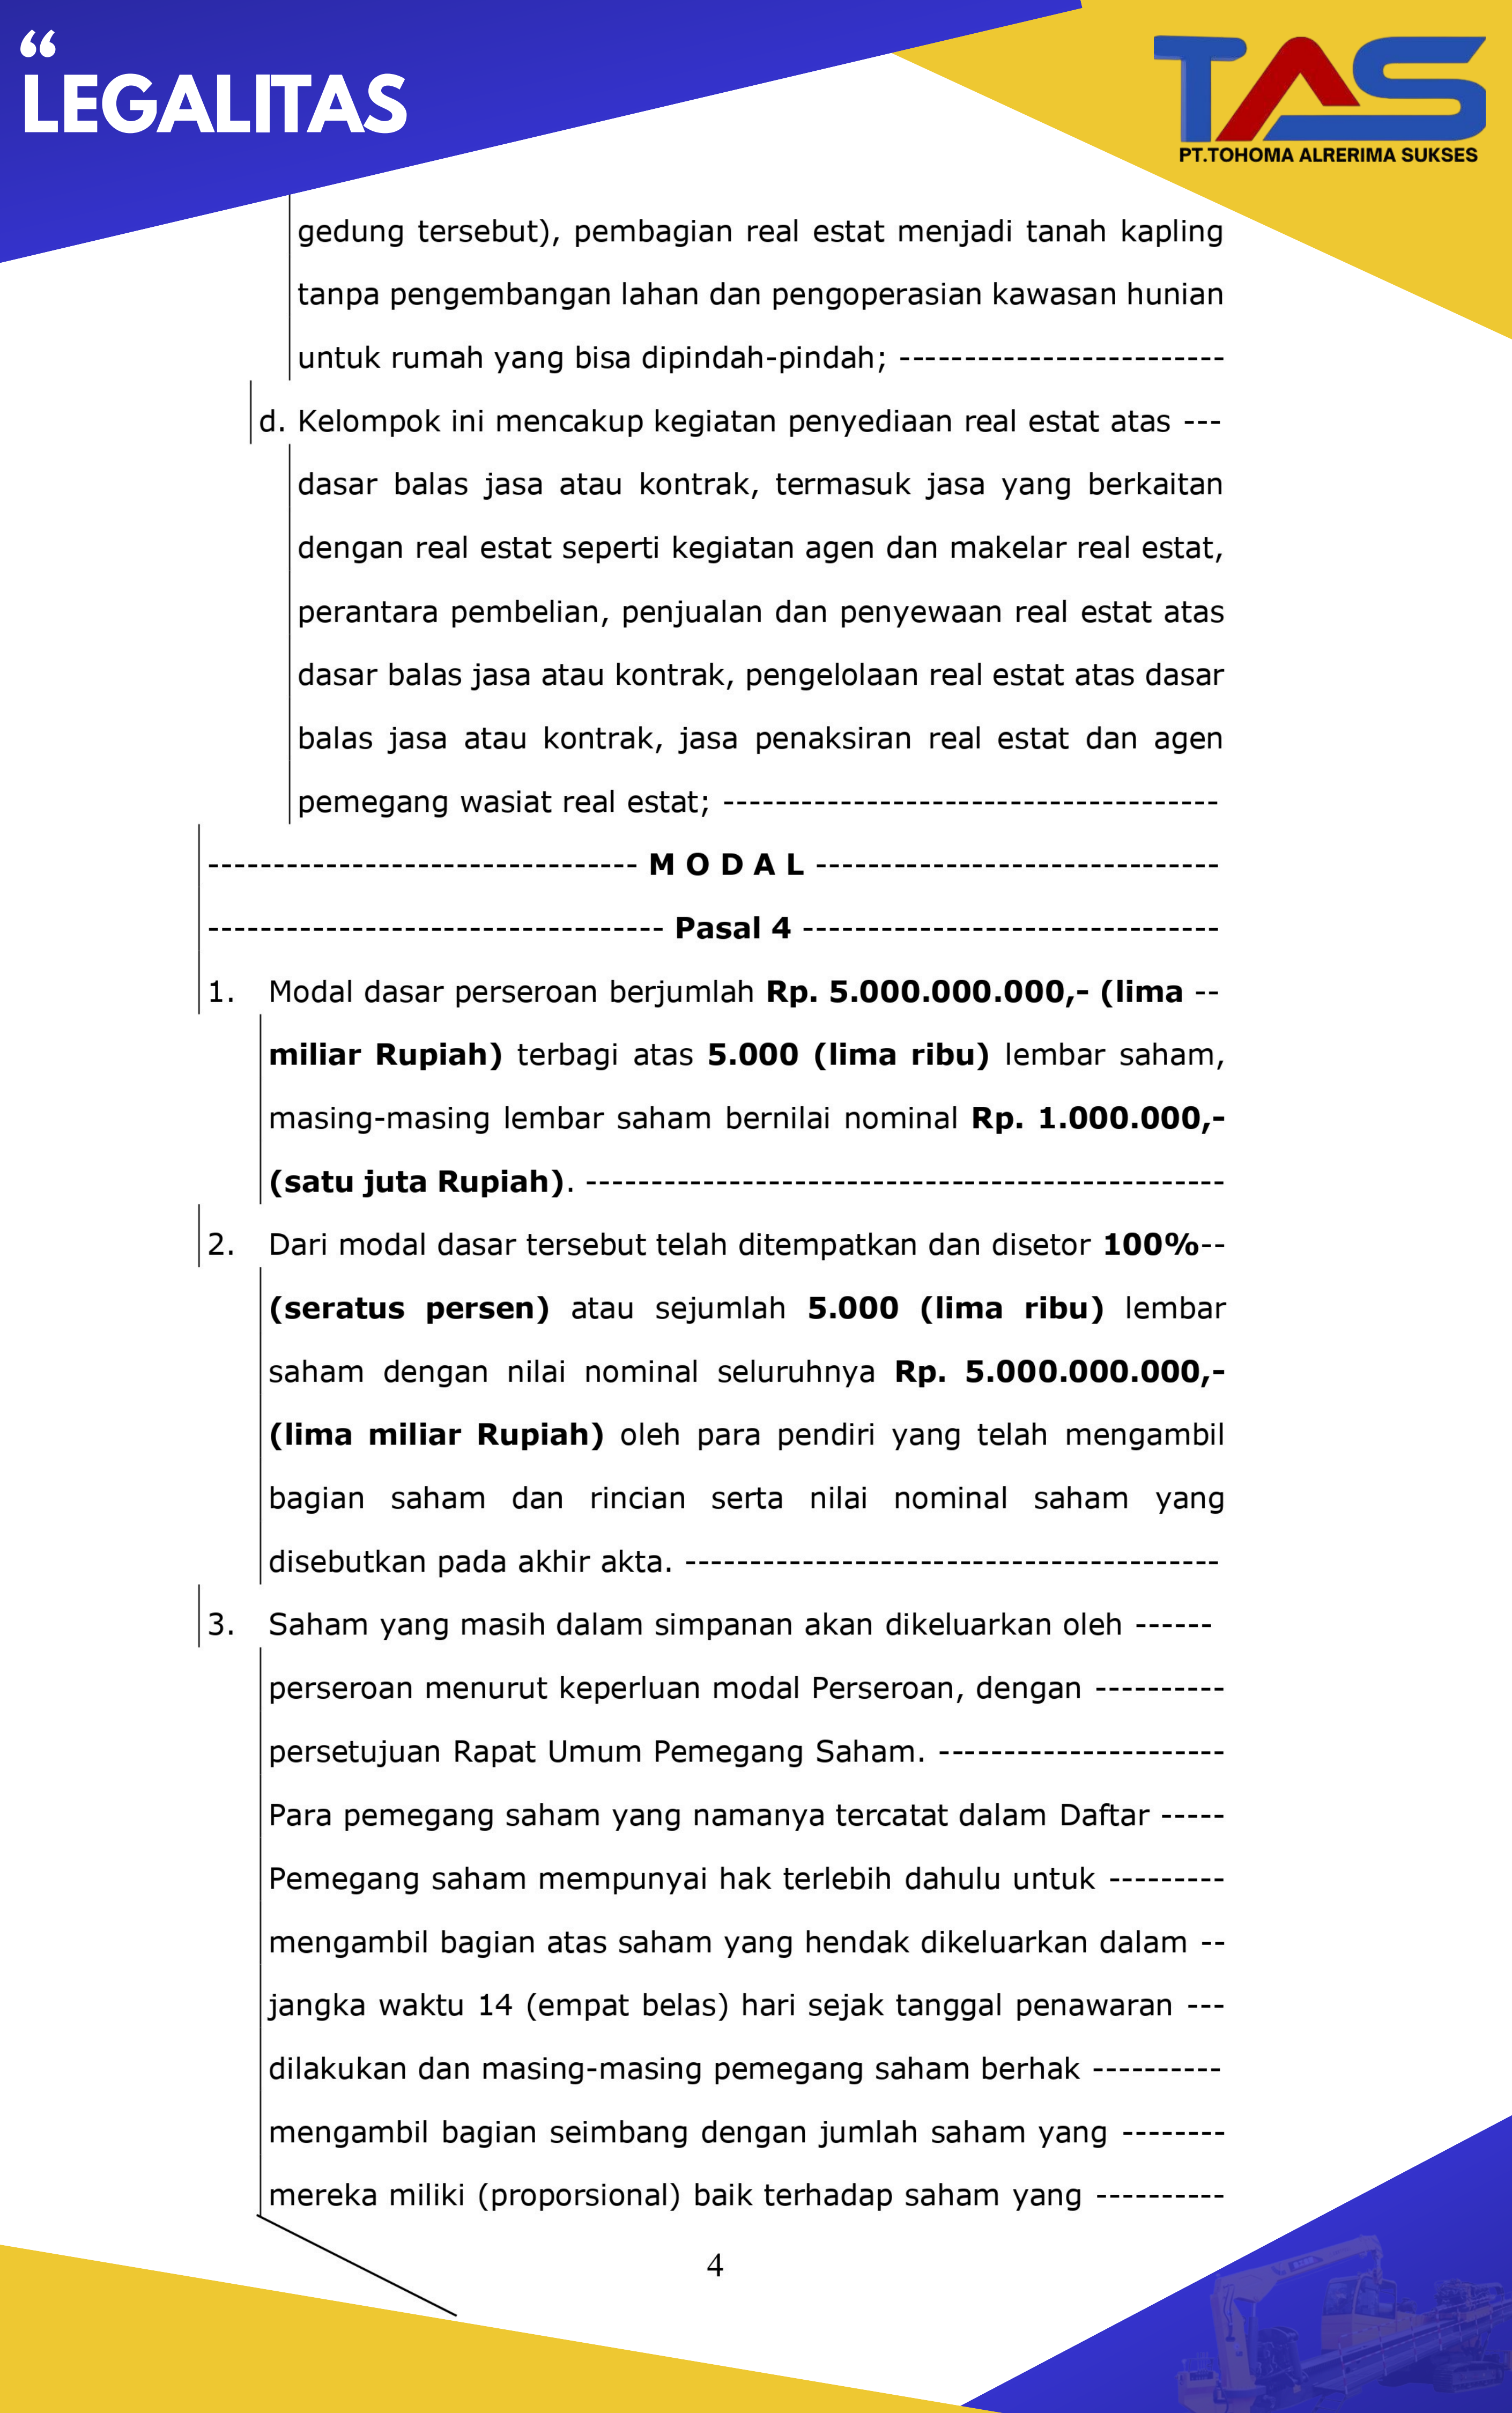 “
LEGALITAS
TAS
PT.TOHOMA ALRERIMA SUKSES
gedung tersebut), pembagian real estat menjadi tanah kapling
tanpa pengembangan lahan dan pengoperasian kawasan hunian
untuk rumah yang bisa dipindah-pindah; -------------------------
d. Kelompok ini mencakup kegiatan penyediaan real estat atas ---
dasar balas jasa atau kontrak, termasuk jasa yang berkaitan
dengan real estat seperti kegiatan agen dan makelar real estat,
perantara pembelian, penjualan dan penyewaan real estat atas
dasar balas jasa atau kontrak, pengelolaan real estat atas dasar
balas jasa atau kontrak, jasa penaksiran real estat dan agen
pemegang wasiat real estat; --------------------------------------
--------------------------------- M O D A L -------------------------------
----------------------------------- Pasal 4 --------------------------------
1. Modal dasar perseroan berjumlah Rp. 5.000.000.000,- (lima --
miliar Rupiah) terbagi atas 5.000 (lima ribu) lembar saham,
masing-masing lembar saham bernilai nominal Rp. 1.000.000,-
(satu juta Rupiah). -------------------------------------------------
2. Dari modal dasar tersebut telah ditempatkan dan disetor 100%--
(seratus persen) atau sejumlah 5.000 (lima ribu) lembar
saham dengan nilai nominal seluruhnya Rp. 5.000.000.000,-
(lima miliar Rupiah) oleh para pendiri yang telah mengambil
bagian saham dan rincian serta nilai nominal saham yang
disebutkan pada akhir akta. -----------------------------------------
3. Saham yang masih dalam simpanan akan dikeluarkan oleh ------
perseroan menurut keperluan modal Perseroan, dengan ----------
persetujuan Rapat Umum Pemegang Saham. ----------------------
Para pemegang saham yang namanya tercatat dalam Daftar -----
Pemegang saham mempunyai hak terlebih dahulu untuk ---------
mengambil bagian atas saham yang hendak dikeluarkan dalam --
jangka waktu 14 (empat belas) hari sejak tanggal penawaran ---
dilakukan dan masing-masing pemegang saham berhak ----------
mengambil bagian seimbang dengan jumlah saham yang --------
mereka miliki (proporsional) baik terhadap saham yang ----------
4